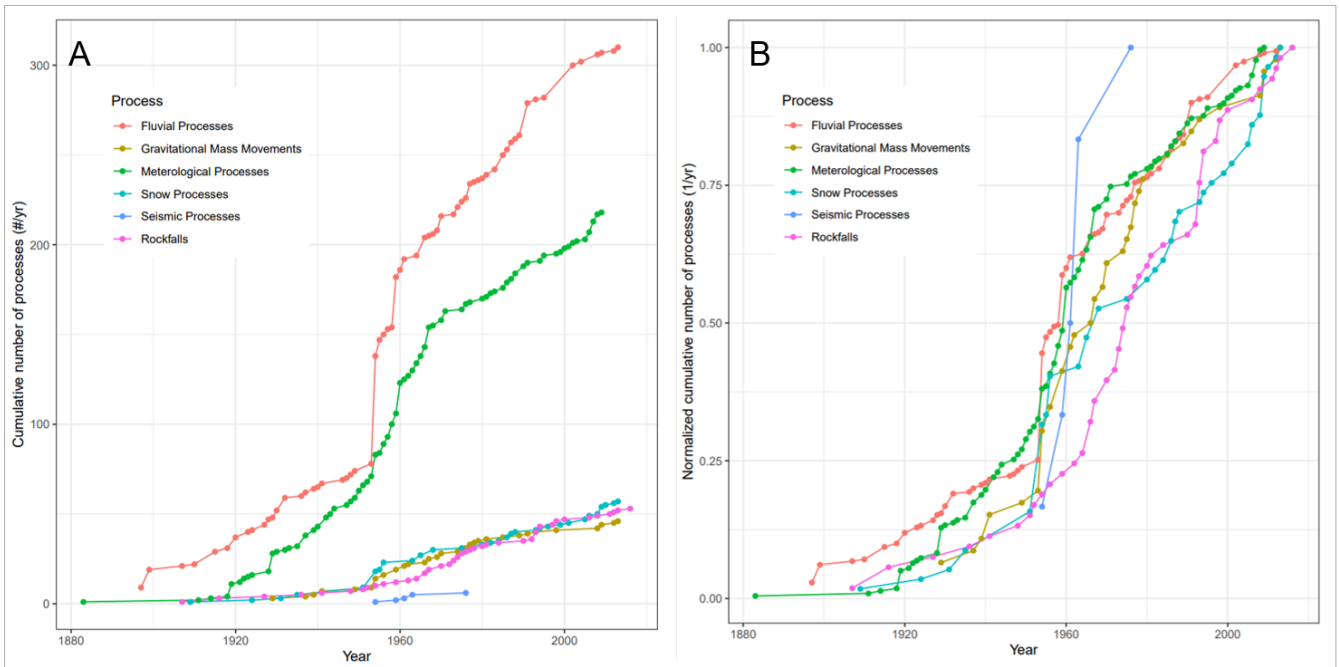 A
Process
Fluvial Processes
Gravitational Mass Movements
Meterological Processes
Snow Processes
Seismic Processes
Rockfalls
Cumulative number of processes (#/yr)
300
200
100
0
1880
1920
1960
2000
Year
B
Process
Fluvial Processes
Gravitational Mass Movements
Meterological Processes
Snow Processes
Seismic Processes
Rockfalls
Normalized cumulative number of processes (1/yr)
1.00
0.75
0.50
0.25
0.00
1880
1920
1960
2000
Year